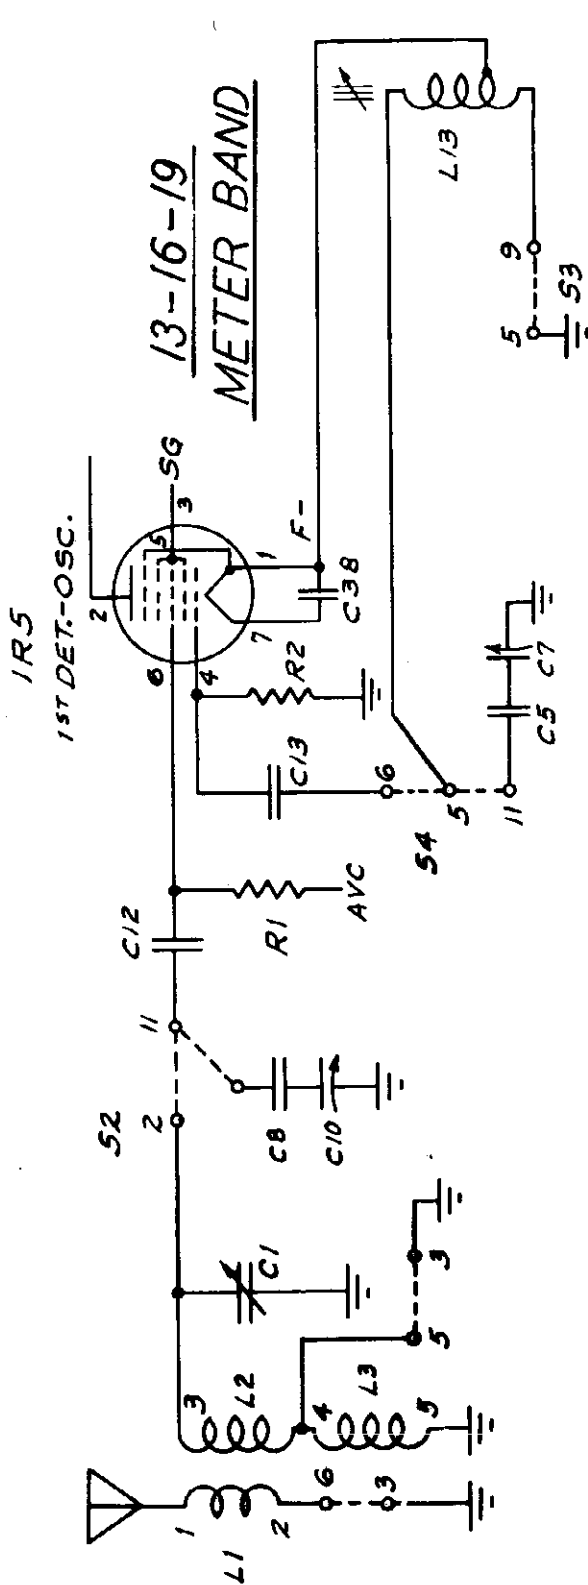 1R5
1ST DET.-OSC.
13-16-19
METER BAND
2
5
SG
3
6
4
1
7
F-
C38
R2
C13
C12
R1
AVC
11
S2
2
C8
C10
6
S4
5
11
C5
C7
L13
9
5
S3
C1
3
L2
4
L3
5
5
3
1
L1
2
6
3